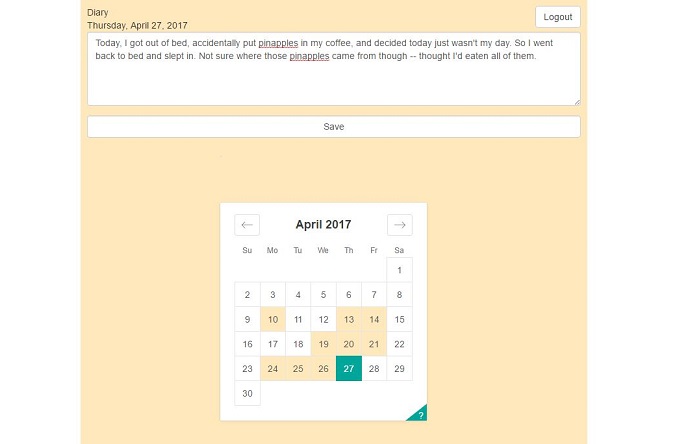 Diary
Logout
Thursday, April 27, 2017
Today, I got out of bed, accidentally put pinapples in my coffee, and decided today just wasn't my day. So I went
back to bed and slept in. Not sure where those pinapples came from though -- thought I'd eaten all of them.
Save
← April 2017 →
Su Mo Tu We Th Fr Sa
1
2 3 4 5 6 7 8
9 10 11 12 13 14 15
16 17 18 19 20 21 22
23 24 25 26 27 28 29
30
?